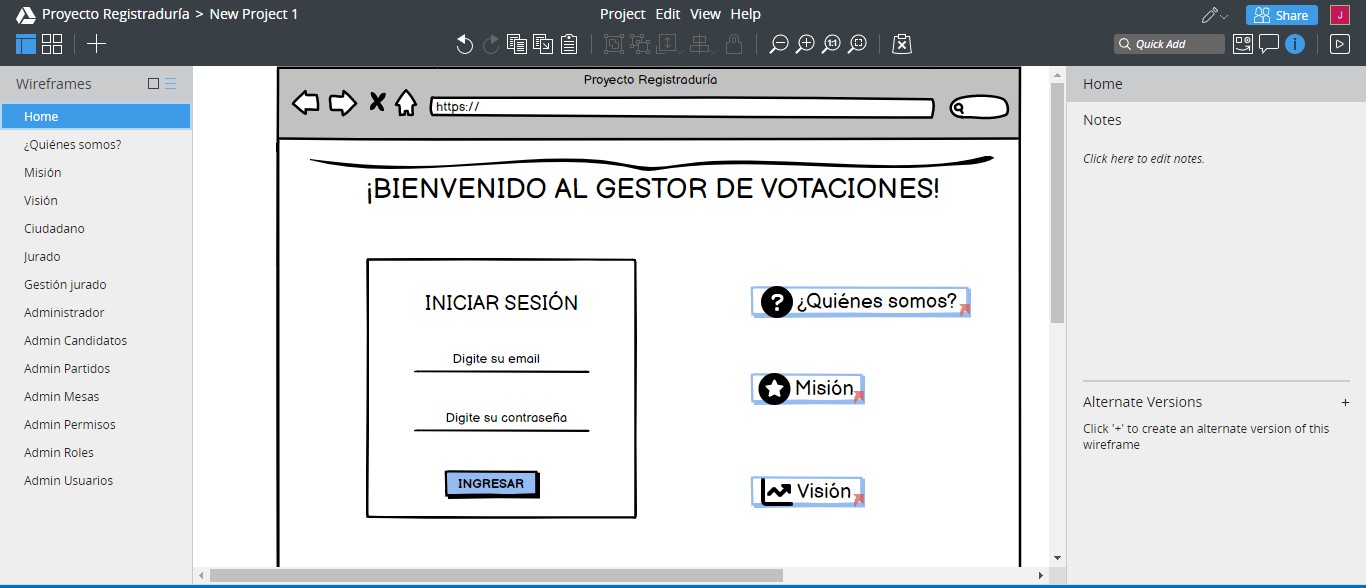 Proyecto Registraduría > New Project 1
Project Edit View Help
Share
J
1:1
Quick Add
Wireframes
Home
¿Quiénes somos?
Misión
Visión
Ciudadano
Jurado
Gestión jurado
Administrador
Admin Candidatos
Admin Partidos
Admin Mesas
Admin Permisos
Admin Roles
Admin Usuarios
Proyecto Registraduría
https://
¡BIENVENIDO AL GESTOR DE VOTACIONES!
INICIAR SESIÓN
Digite su email
Digite su contraseña
INGRESAR
¿Quiénes somos?
Misión
Visión
Home
Notes
Click here to edit notes.
Alternate Versions +
Click '+' to create an alternate version of this
wireframe